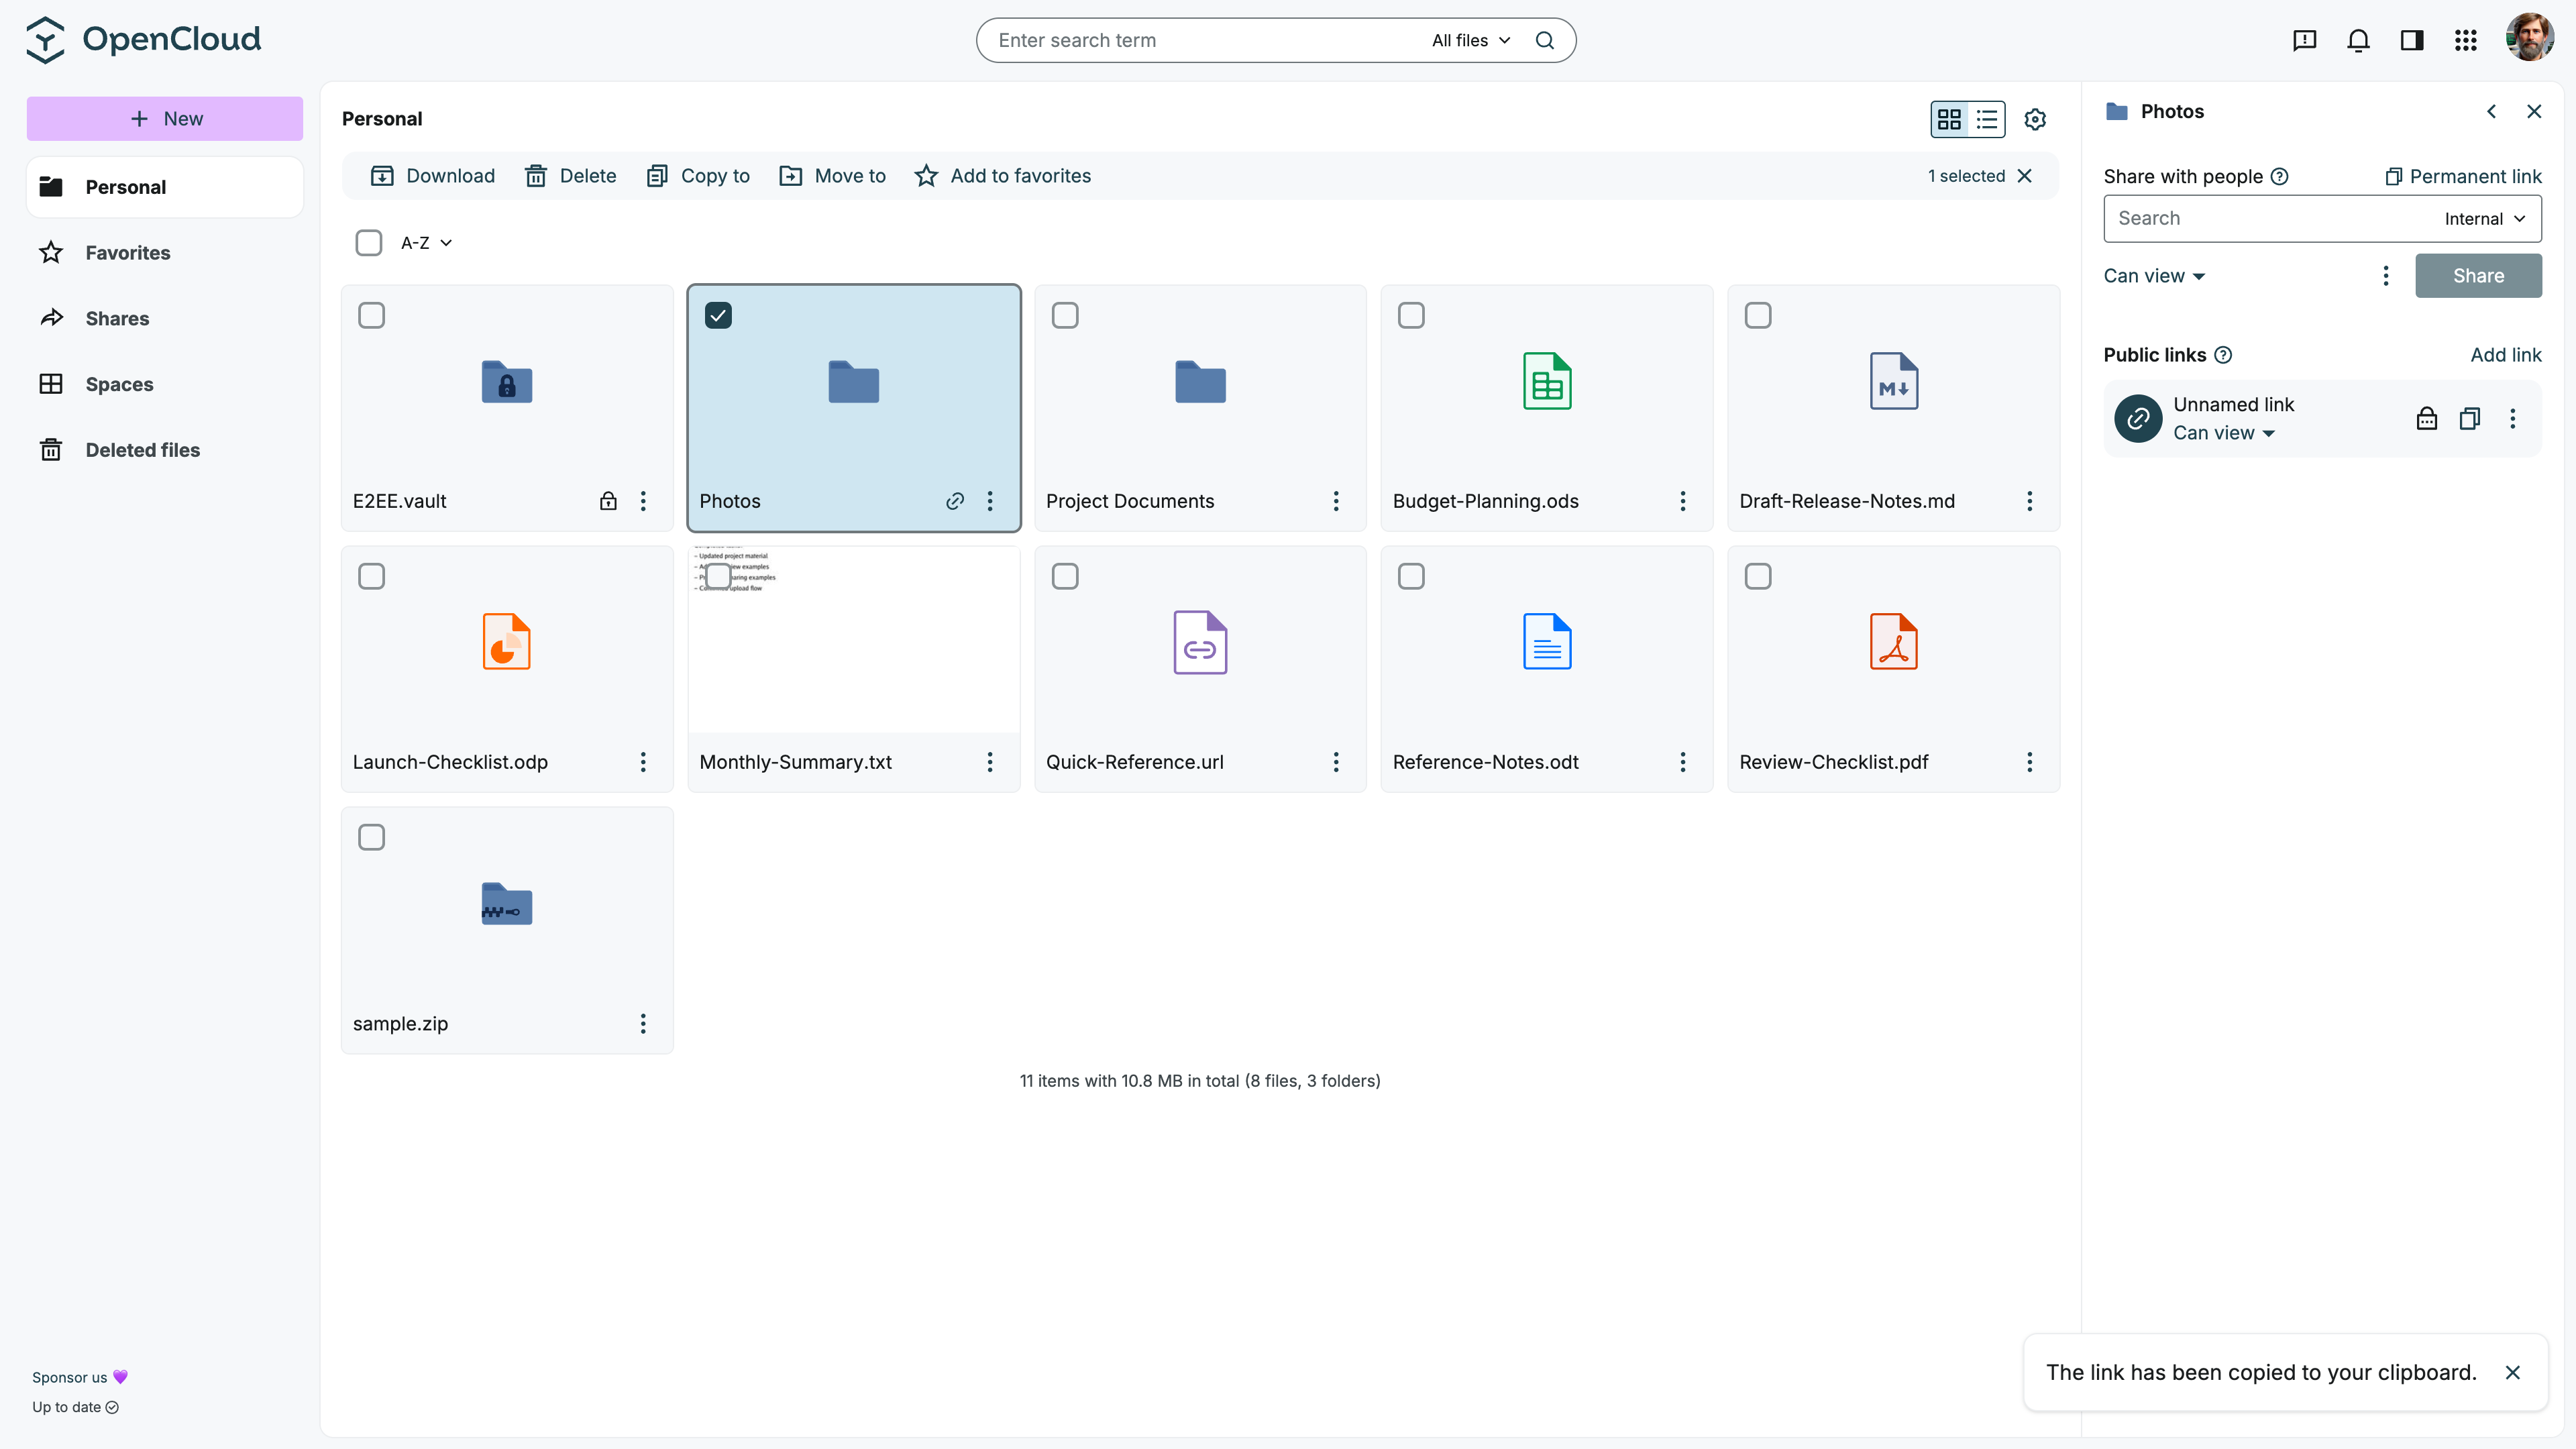 OpenCloud
Enter search term
All files
New
Personal
Favorites
Shares
Spaces
Deleted files
Sponsor us
Up to date
Personal
Download
Delete
Copy to
Move to
Add to favorites
1 selected
A-Z
E2EE.vault
Photos
Project Documents
Budget-Planning.ods
M
Draft-Release-Notes.md
Launch-Checklist.odp
– Updated project material
Monthly-Summary.txt
Quick-Reference.url
Reference-Notes.odt
Review-Checklist.pdf
sample.zip
11 items with 10.8 MB in total (8 files, 3 folders)
Photos
Share with people
Permanent link
Search
Internal
Can view
Share
Public links
Add link
Unnamed link
Can view
The link has been copied to your clipboard.